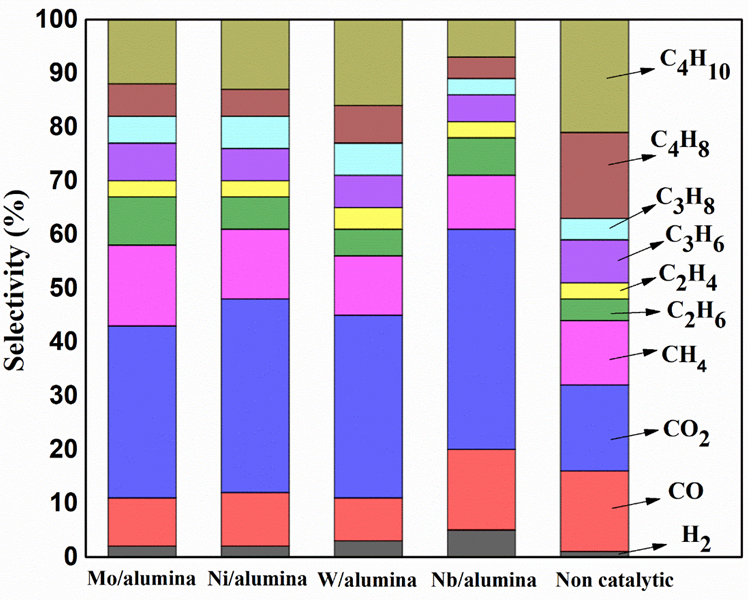 Selectivity (%)
100
90
80
70
60
50
40
30
20
10
0
Mo/alumina Ni/alumina W/alumina Nb/alumina Non catalytic
C4H10
C4H8
C3H8
C3H6
C2H4
C2H6
CH4
CO2
CO
H2